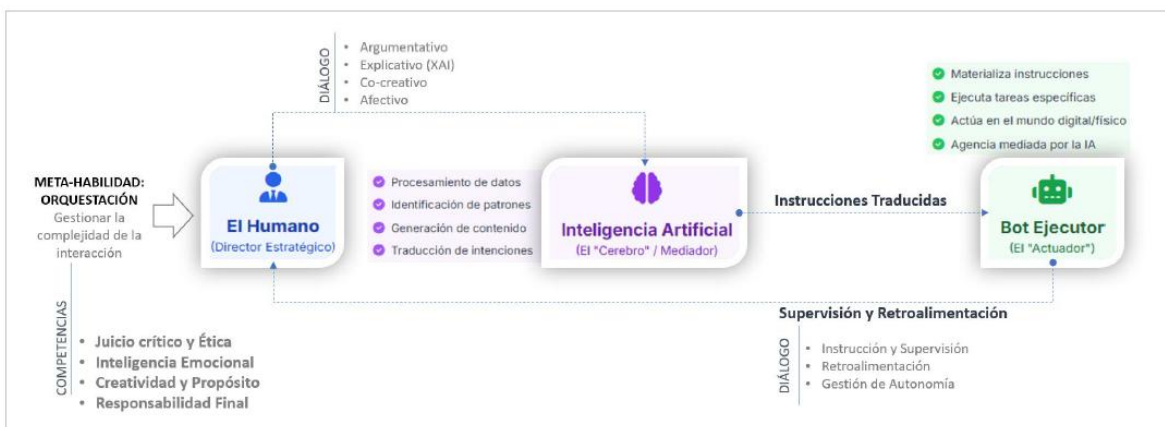 DIÁLOGO
Argumentativo
Explicativo (XAI)
Co-creativo
Afectivo
Materializa instrucciones
Ejecuta tareas específicas
Actúa en el mundo digital/físico
Agencia mediada por la IA
META-HABILIDAD:
ORQUESTACIÓN
Gestionar la
complejidad de la
interacción
El Humano
(Director Estratégico)
Procesamiento de datos
Identificación de patrones
Generación de contenido
Traducción de intenciones
Inteligencia Artificial
(El "Cerebro" / Mediador)
Instrucciones Traducidas
Bot Ejecutor
(El "Actuador")
COMPETENCIAS
Juicio crítico y Ética
Inteligencia Emocional
Creatividad y Propósito
Responsabilidad Final
Supervisión y Retroalimentación
DIÁLOGO
Instrucción y Supervisión
Retroalimentación
Gestión de Autonomía